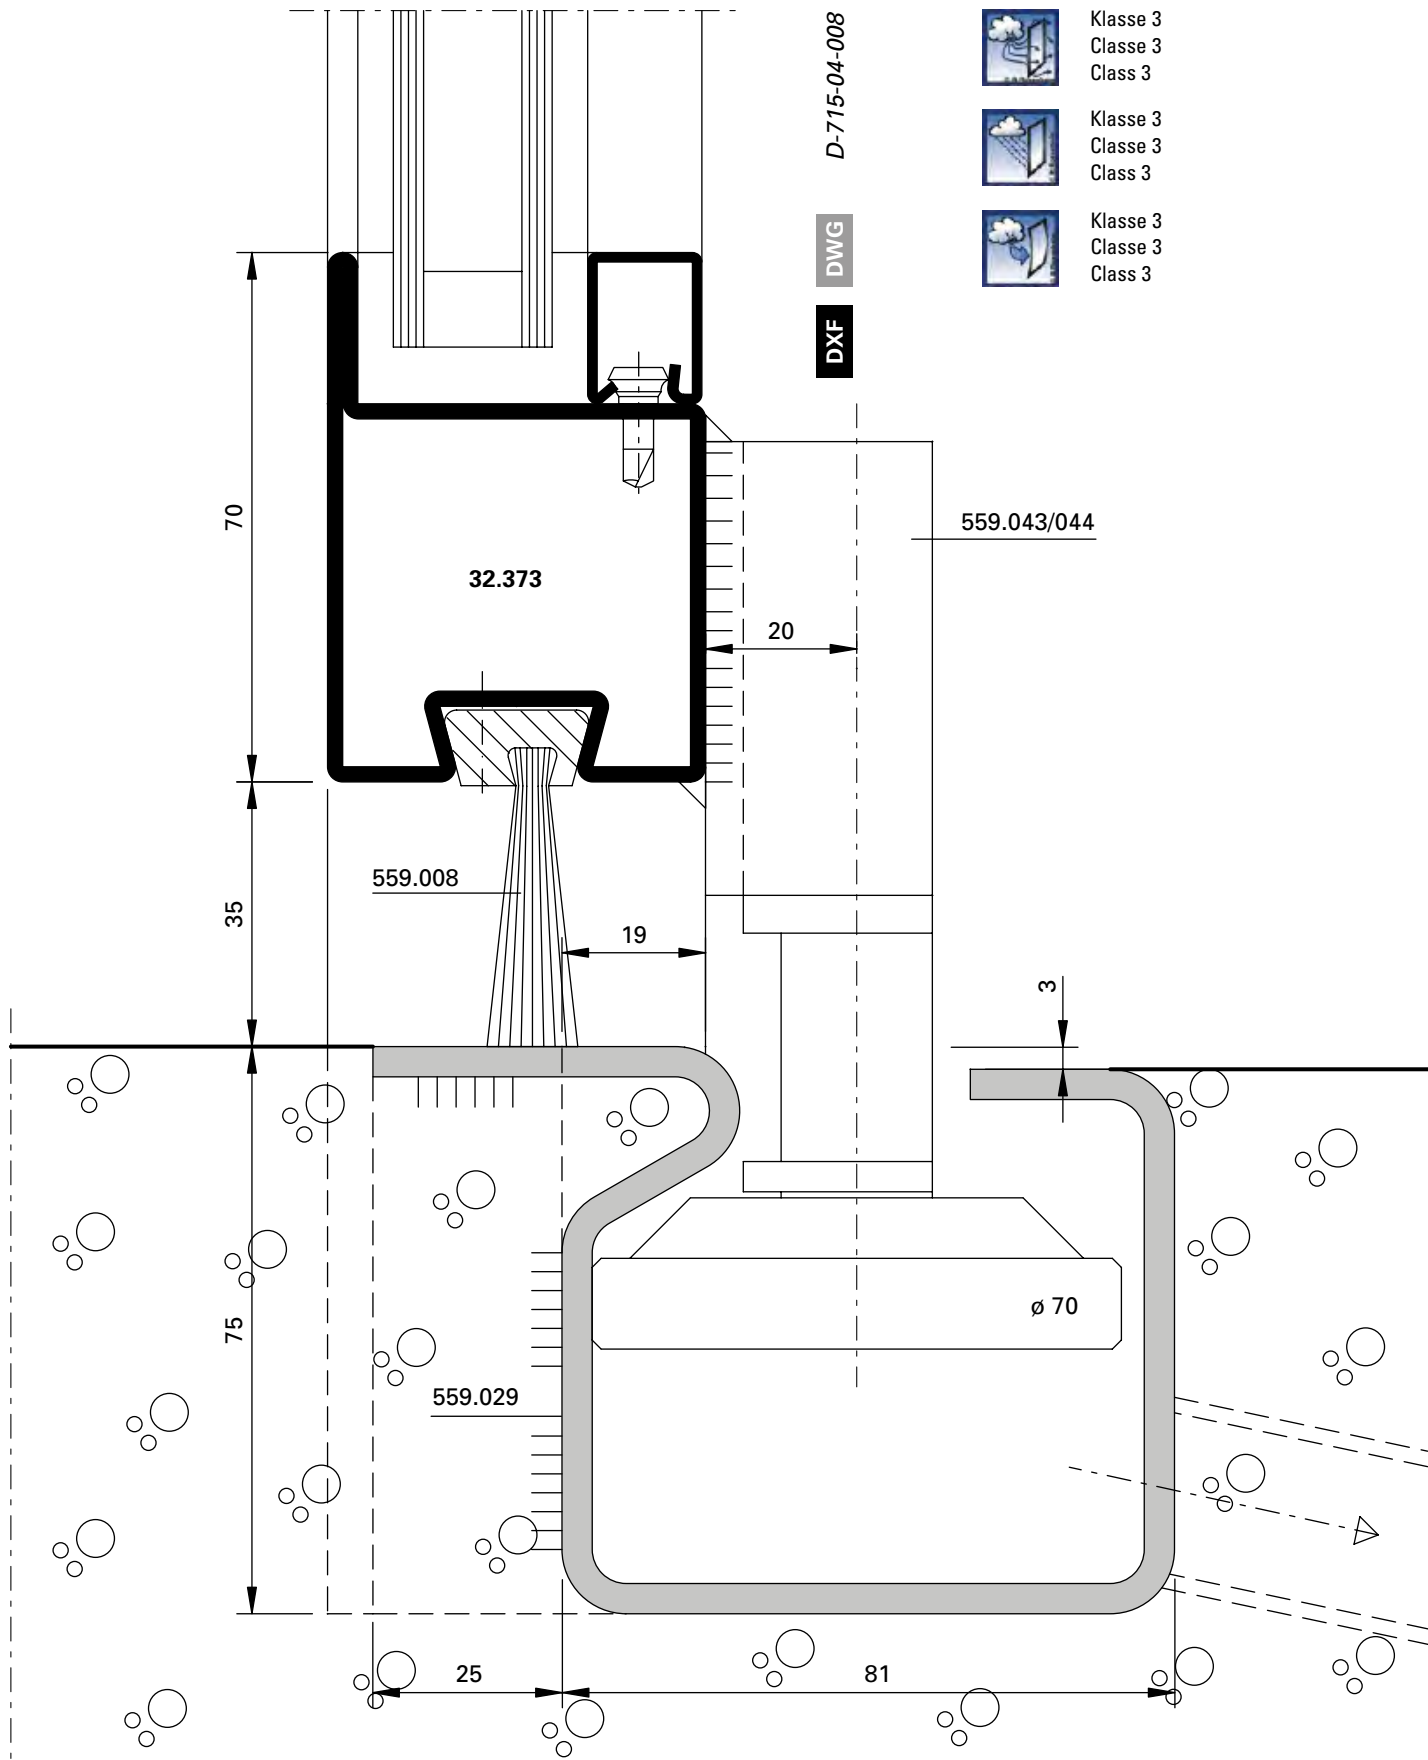 D-715-04-008
DWG
DXF
Klasse 3
Classe 3
Class 3
Klasse 3
Classe 3
Class 3
Klasse 3
Classe 3
Class 3
70
559.043/044
32.373
20
559.008
35
19
3
ø 70
75
559.029
25
81